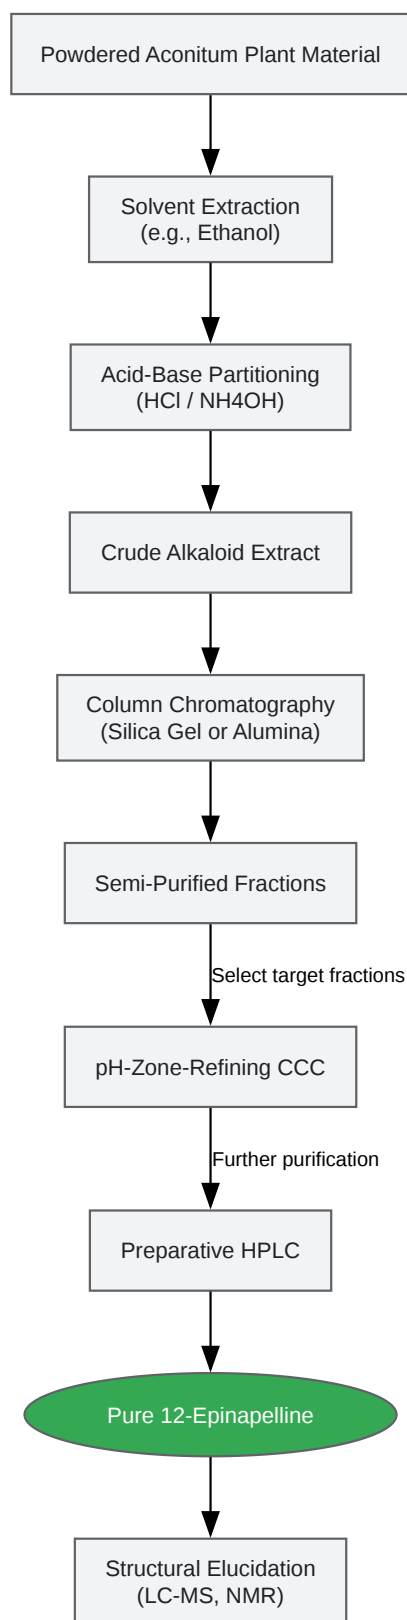 Powdered Aconitum Plant Material
Solvent Extraction
(e.g., Ethanol)
Acid-Base Partitioning
(HCl / NH4OH)
Crude Alkaloid Extract
Column Chromatography
(Silica Gel or Alumina)
Semi-Purified Fractions
Select target fractions
pH-Zone-Refining CCC
Further purification
Preparative HPLC
Pure 12-Epinapelline
Structural Elucidation
(LC-MS, NMR)